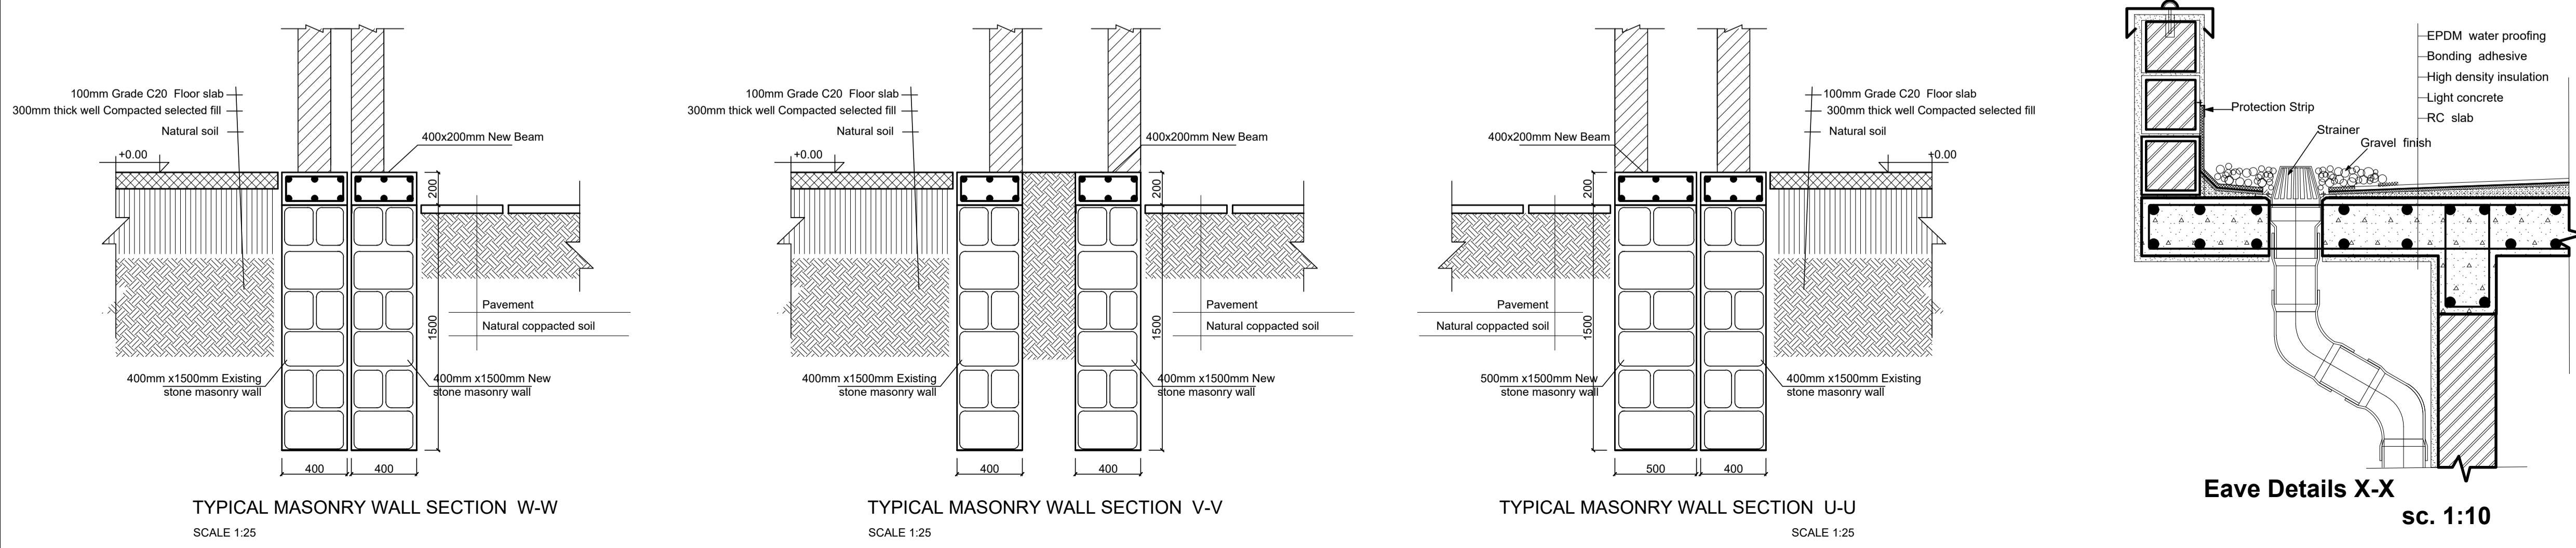 100mm Grade C20 Floor slab
300mm thick well Compacted selected fill
Natural soil
+0.00
400x200mm New Beam
200
1500
Pavement
Natural coppacted soil
400mm x1500mm Existing
stone masonry wall
400mm x1500mm New
stone masonry wall
400
400
TYPICAL MASONRY WALL SECTION W-W
SCALE 1:25
100mm Grade C20 Floor slab
300mm thick well Compacted selected fill
Natural soil
+0.00
400x200mm New Beam
200
1500
Pavement
Natural coppacted soil
400mm x1500mm Existing
stone masonry wall
400mm x1500mm New
stone masonry wall
400
400
TYPICAL MASONRY WALL SECTION V-V
SCALE 1:25
100mm Grade C20 Floor slab
300mm thick well Compacted selected fill
Natural soil
+0.00
400x200mm New Beam
200
1500
Pavement
Natural coppacted soil
500mm x1500mm New
stone masonry wall
400mm x1500mm Existing
stone masonry wall
500
400
TYPICAL MASONRY WALL SECTION U-U
SCALE 1:25
EPDM water proofing
Bonding adhesive
High density insulation
Light concrete
RC slab
Protection Strip
Strainer
Gravel finish
Eave Details X-X
sc. 1:10